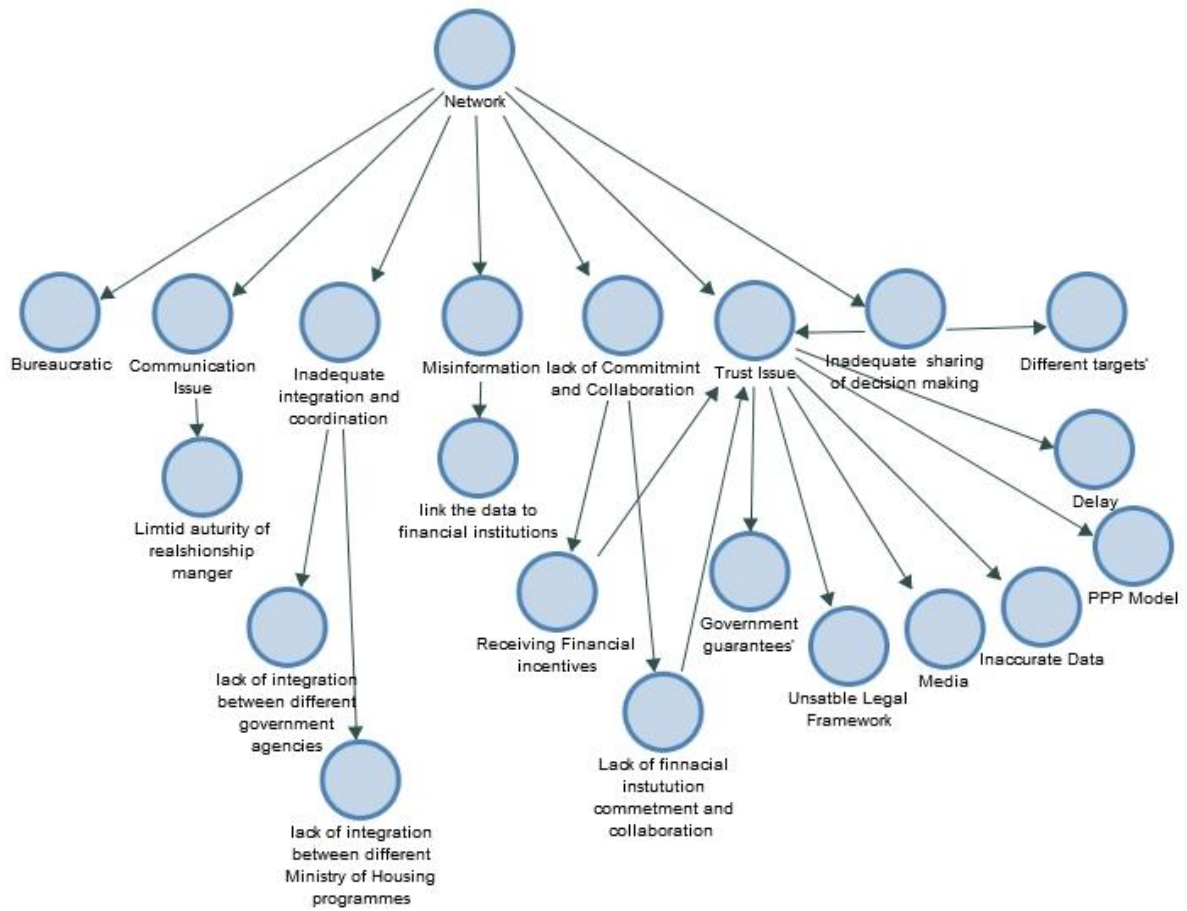 Network
Bureaucratic
Communication
Issue
Inadequate
integration and
coordination
Misinformation
lack of Commitmint
and Collaboration
Trust Issue
Inadequate sharing
of decision making
Different targets'
Limtid auturity of
realshionship
manger
link the data to
financial institutions
Delay
PPP Model
lack of integration
between different
government
agencies
Receiving Financial
incentives
Government
guarantees'
Unsatble Legal
Framework
Media
Inaccurate Data
lack of integration
between different
Ministry of Housing
programmes
Lack of finnacial
instutution
commetment and
collaboration